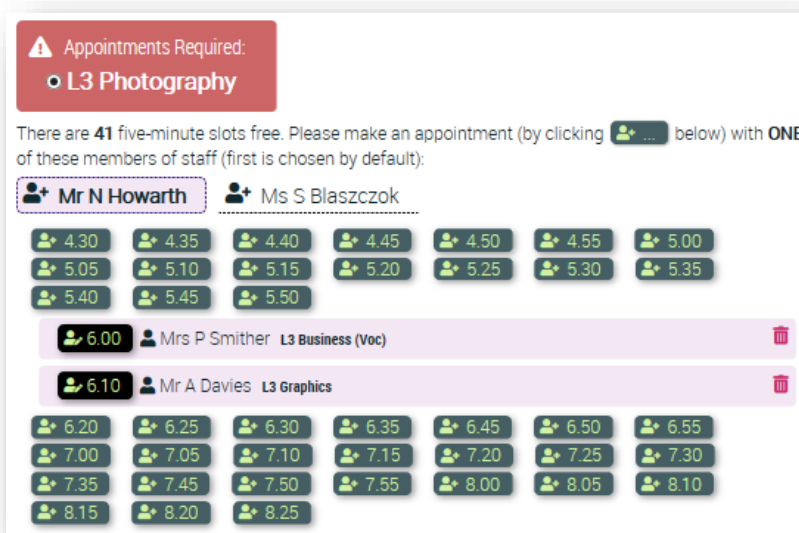 Appointments Required:
L3 Photography
There are 41 five-minute slots free. Please make an appointment (by clicking ... below) with ONE
of these members of staff (first is chosen by default):
Mr N Howarth Ms S Blaszczok
4.30 4.35 4.40 4.45 4.50 4.55 5.00
5.05 5.10 5.15 5.20 5.25 5.30 5.35
5.40 5.45 5.50
6.00 Mrs P Smither L3 Business (Voc)
6.10 Mr A Davies L3 Graphics
6.20 6.25 6.30 6.35 6.45 6.50 6.55
7.00 7.05 7.10 7.15 7.20 7.25 7.30
7.35 7.45 7.50 7.55 8.00 8.05 8.10
8.15 8.20 8.25